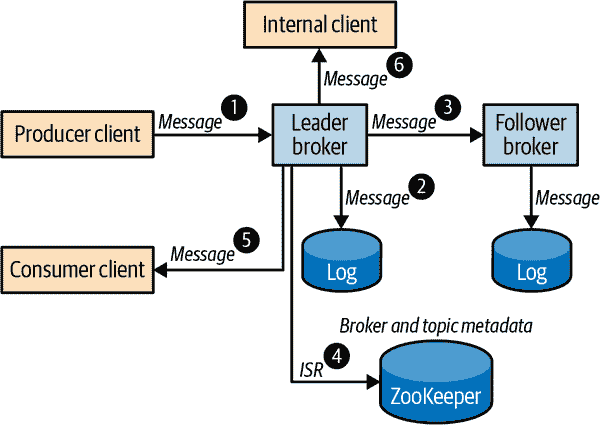 Internal client
Message 6
Producer client
Message 1
Leader
broker
Message 3
Follower
broker
Message 2
Message
Consumer client
Message 5
Log
Log
Broker and topic metadata
ISR 4
ZooKeeper